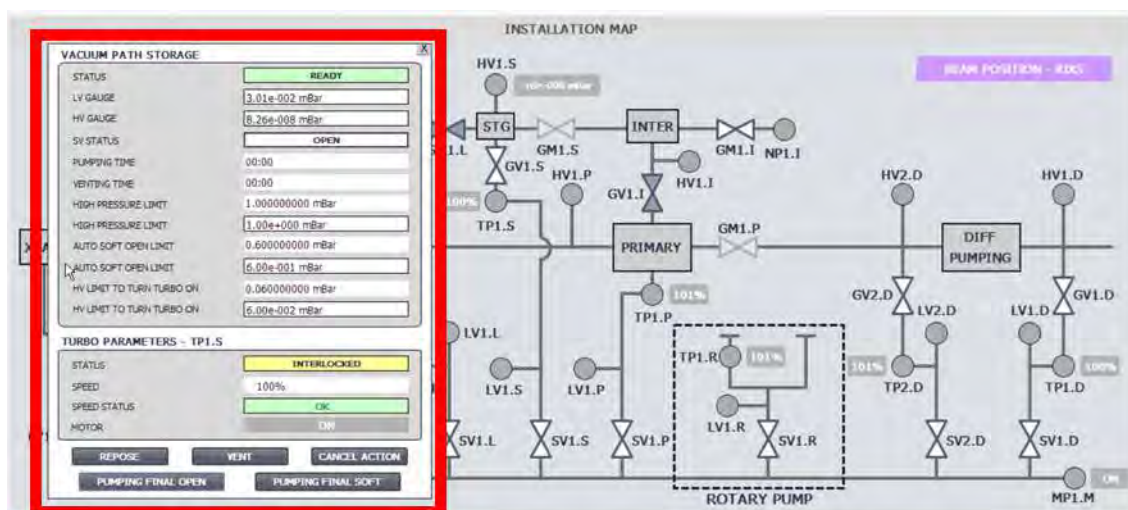 INSTALLATION MAP
X
VACUUM PATH STORAGE
STATUS READY
LV GAUGE 3.01e-002 mBar
HV GAUGE 8.26e-008 mBar
SV STATUS OPEN
PUMPING TIME 00:00
VENTING TIME 00:00
HIGH PRESSURE LIMIT 1.000000000 mBar
HIGH PRESSURE LIMIT 1.00e+000 mBar
AUTO SOFT OPEN LIMIT 0.600000000 mBar
AUTO SOFT OPEN LIMIT 6.00e-001 mBar
HV LIMIT TO TURN TURBO ON 0.060000000 mBar
HV LIMIT TO TURN TURBO ON 6.00e-002 mBar
TURBO PARAMETERS - TP1.S
STATUS INTERLOCKED
SPEED 100%
SPEED STATUS OK
MOTOR ON
REPOSE VENT CANCEL ACTION
PUMPING FINAL OPEN PUMPING FINAL SOFT
HV1.S
BEAM POSITION - RIXS
STG INTER
GM1.S GM1.I NP1.I
GV1.S HV1.P GV1.I HV1.I HV2.D HV1.D
100%
TP1.S PRIMARY GM1.P DIFF
PUMPING
101%
TP1.P
GV2.D LV2.D LV1.D GV1.D
LV1.L TP1.R 101%
LV1.S LV1.P 101% TP2.D TP1.D 100%
LV1.R
SV1.L SV1.S SV1.P SV1.R SV2.D SV1.D
ROTARY PUMP
MP1.M ON